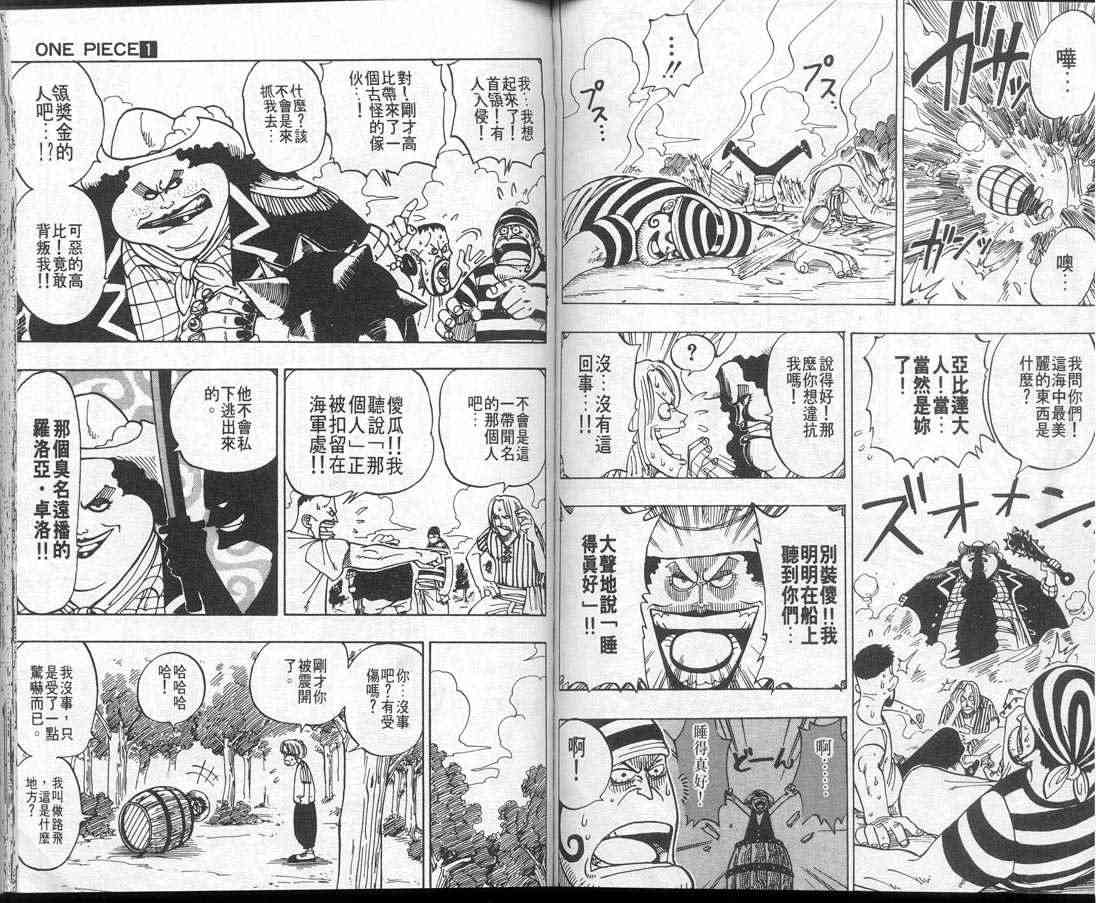 ONE PIECE 1
嘩…
ガサッ
ガシッ
噢…
…!!
プス…
プス…
我問你們！
這海中最美
麗的東西是
什麼？
亞比達大
人！當…
當然是妳
了！
ズオオオン…
說得好！那
麼你想違抗
我嗎！
？
沒…沒有這
回事…!!
別裝傻!!我
明明在船上
聽到你們…
大聲地說「睡
得真好」!!
啊………
どーん
睡得真好！
啊！
我…我想
起來了！
首領！有
人入侵！
對～剛才高
比帶來了一
個古怪的傢
伙…！
什麼？該
不會是來
抓我去…
領獎金的
人吧…!?
可惡的高
比！竟敢
背叛我!!
不會是這
一帶聞名
的那個人
吧…
傻瓜!!我
聽說「那
個人」正
被扣留在
海軍處!!
他不會私
下逃出來
的。
那個臭名遠播的
羅洛亞・卓洛!!
你…沒事
吧？有受
傷嗎？
剛才你
被震開
了。
哈哈哈
哈！
我沒事，只
是受了一點
驚嚇而已。
我叫做路飛
，這是什麼
地方？